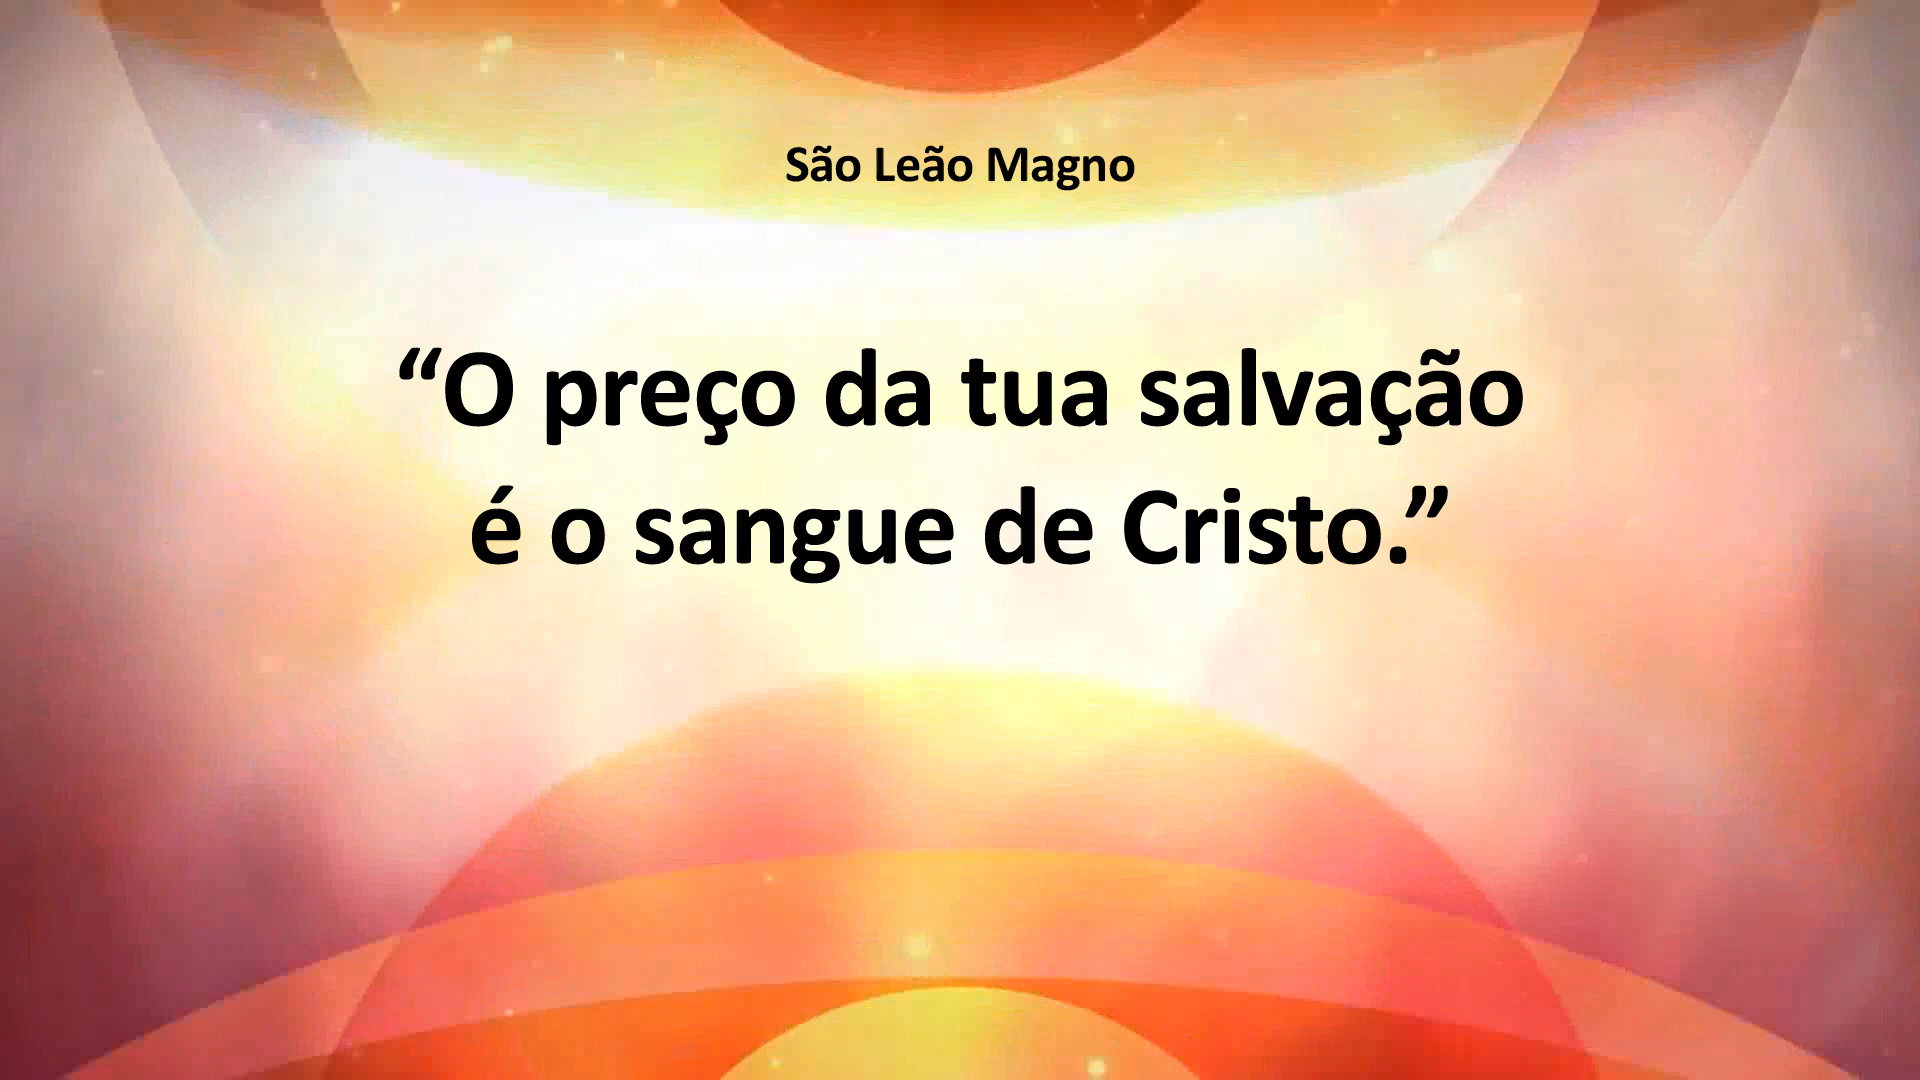 São Leão Magno
“O preço da tua salvação
é o sangue de Cristo.”